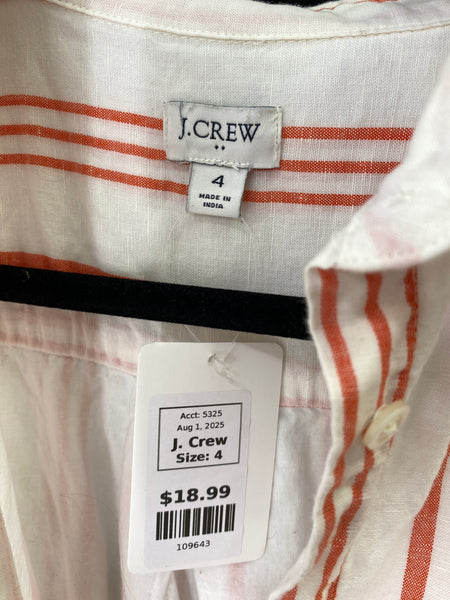 J.CREW
••
4
MADE IN
INDIA
Acct: 5325
Aug 1, 2025
J. Crew
Size: 4
$18.99
109643